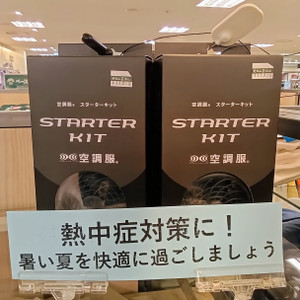 空調服® スターターキット
STARTER
KIT
空調服®
空調服® スターターキット
STARTER
KIT
空調服®
熱中症対策に！
暑い夏を快適に過ごしましょう